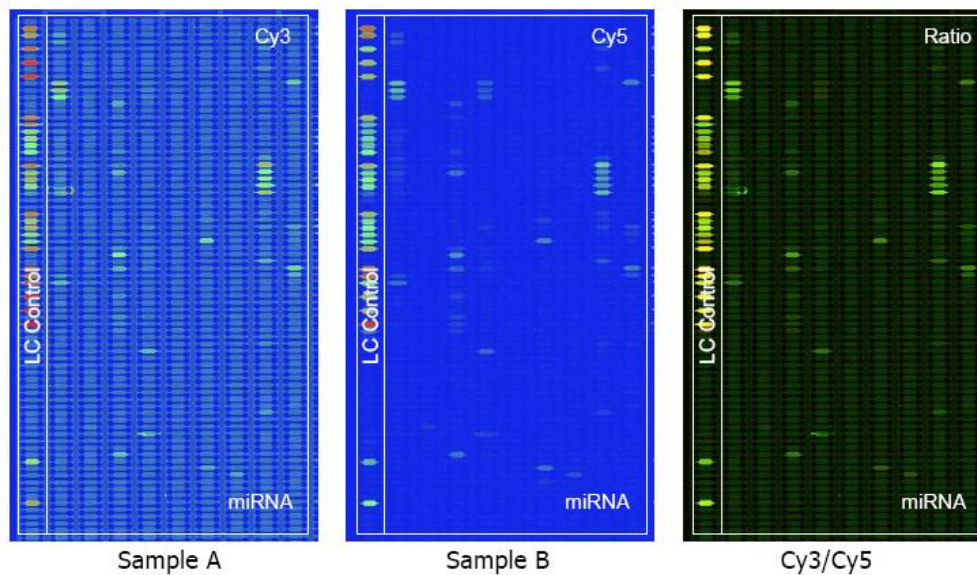 Cy3
LC Control
miRNA
Sample A
Cy5
LC Control
miRNA
Sample B
Ratio
LC Control
miRNA
Cy3/Cy5